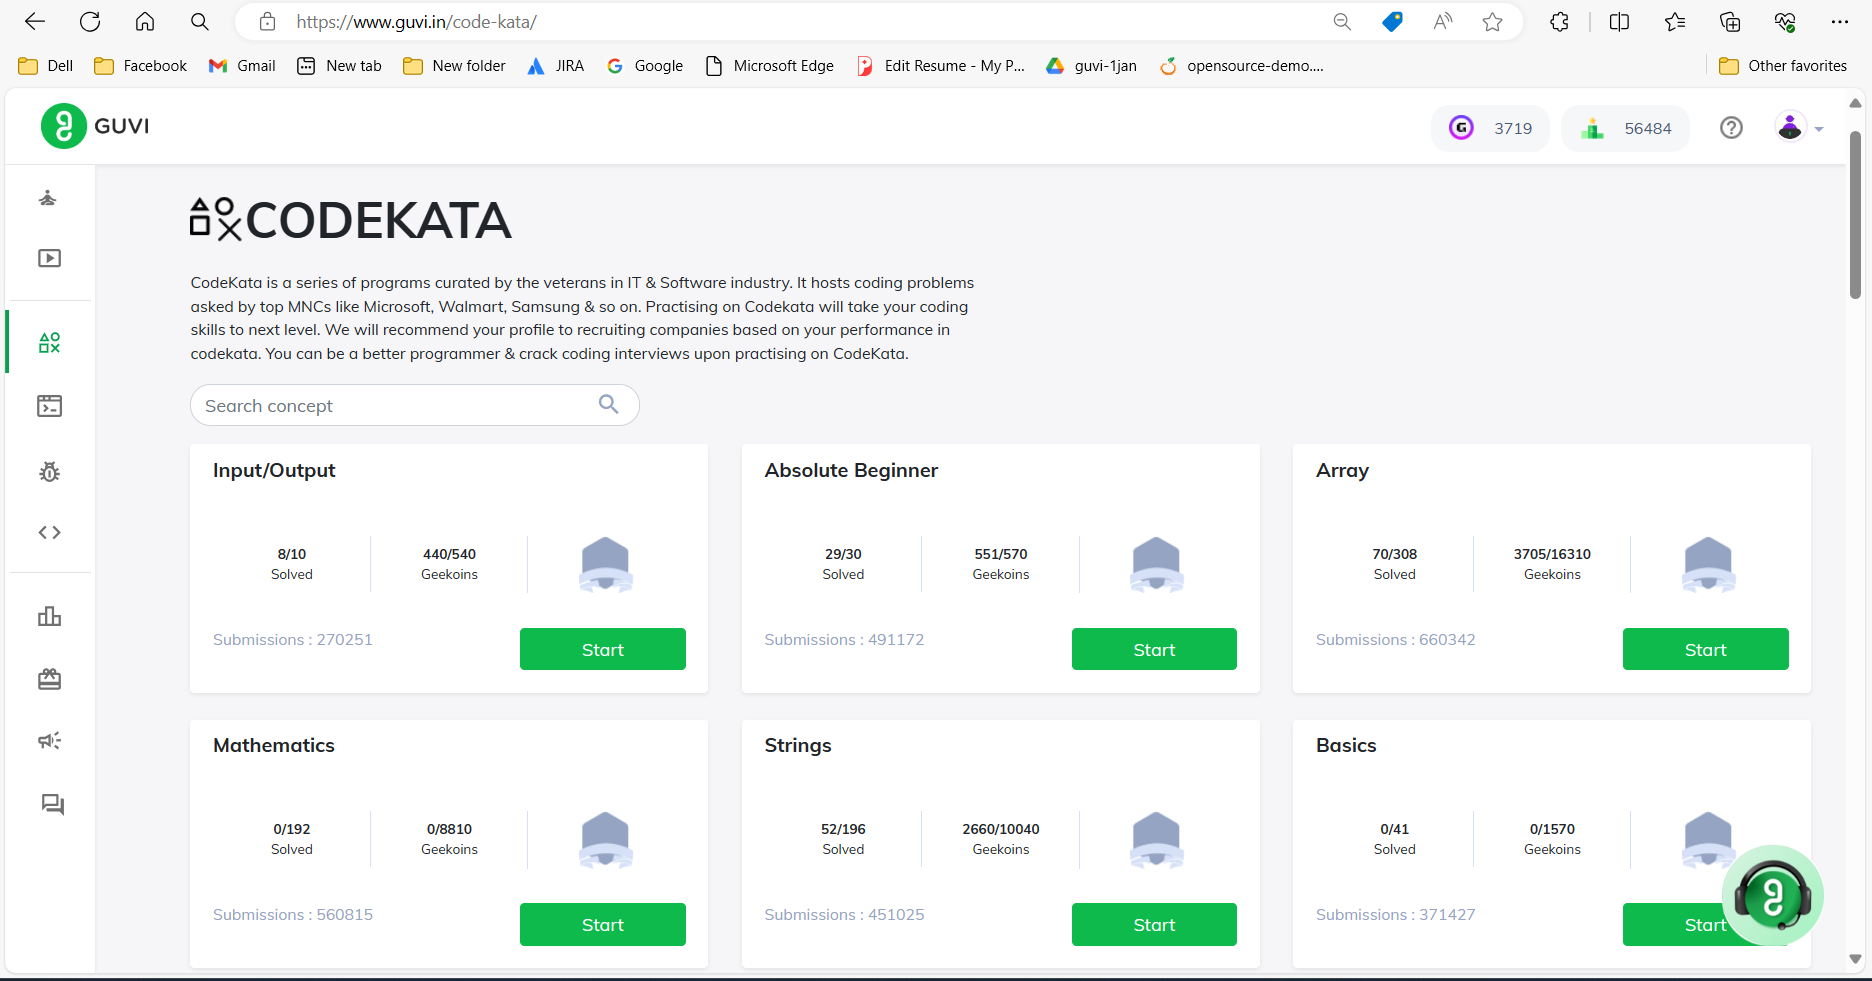 https://www.guvi.in/code-kata/
Dell Facebook Gmail New tab New folder JIRA Google Microsoft Edge Edit Resume - My P... guvi-1jan opensource-demo.... Other favorites
GUVI
G 3719 56484
CODEKATA
CodeKata is a series of programs curated by the veterans in IT & Software industry. It hosts coding problems
asked by top MNCs like Microsoft, Walmart, Samsung & so on. Practising on Codekata will take your coding
skills to next level. We will recommend your profile to recruiting companies based on your performance in
codekata. You can be a better programmer & crack coding interviews upon practising on CodeKata.
Search concept
Input/Output
8/10 440/540
Solved Geekoins
Submissions : 270251
Start
Absolute Beginner
29/30 551/570
Solved Geekoins
Submissions : 491172
Start
Array
70/308 3705/16310
Solved Geekoins
Submissions : 660342
Start
Mathematics
0/192 0/8810
Solved Geekoins
Submissions : 560815
Start
Strings
52/196 2660/10040
Solved Geekoins
Submissions : 451025
Start
Basics
0/41 0/1570
Solved Geekoins
Submissions : 371427
Start